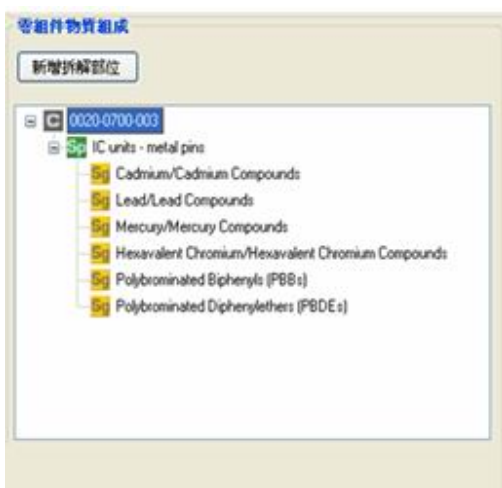 零組件物質組成
新增拆解部位
C 0020-0700-003
Sp IC units - metal pins
Sg Cadmium/Cadmium Compounds
Sg Lead/Lead Compounds
Sg Mercury/Mercury Compounds
Sg Hexavalent Chromium/Hexavalent Chromium Compounds
Sg Polybrominated Biphenyls (PBBs)
Sg Polybrominated Diphenylethers (PBDEs)